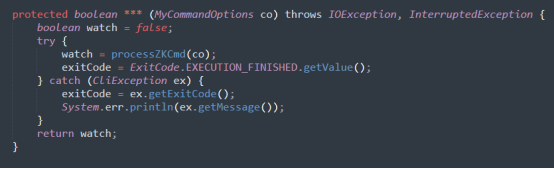 protected boolean *** (MyCommandOptions co) throws IOException, InterruptedException {
    boolean watch = false;
    try {
        watch = processZKCmd(co);
        exitCode = ExitCode.EXECUTION_FINISHED.getValue();
    } catch (CliException ex) {
        exitCode = ex.getExitCode();
        System.err.println(ex.getMessage());
    }
    return watch;
}